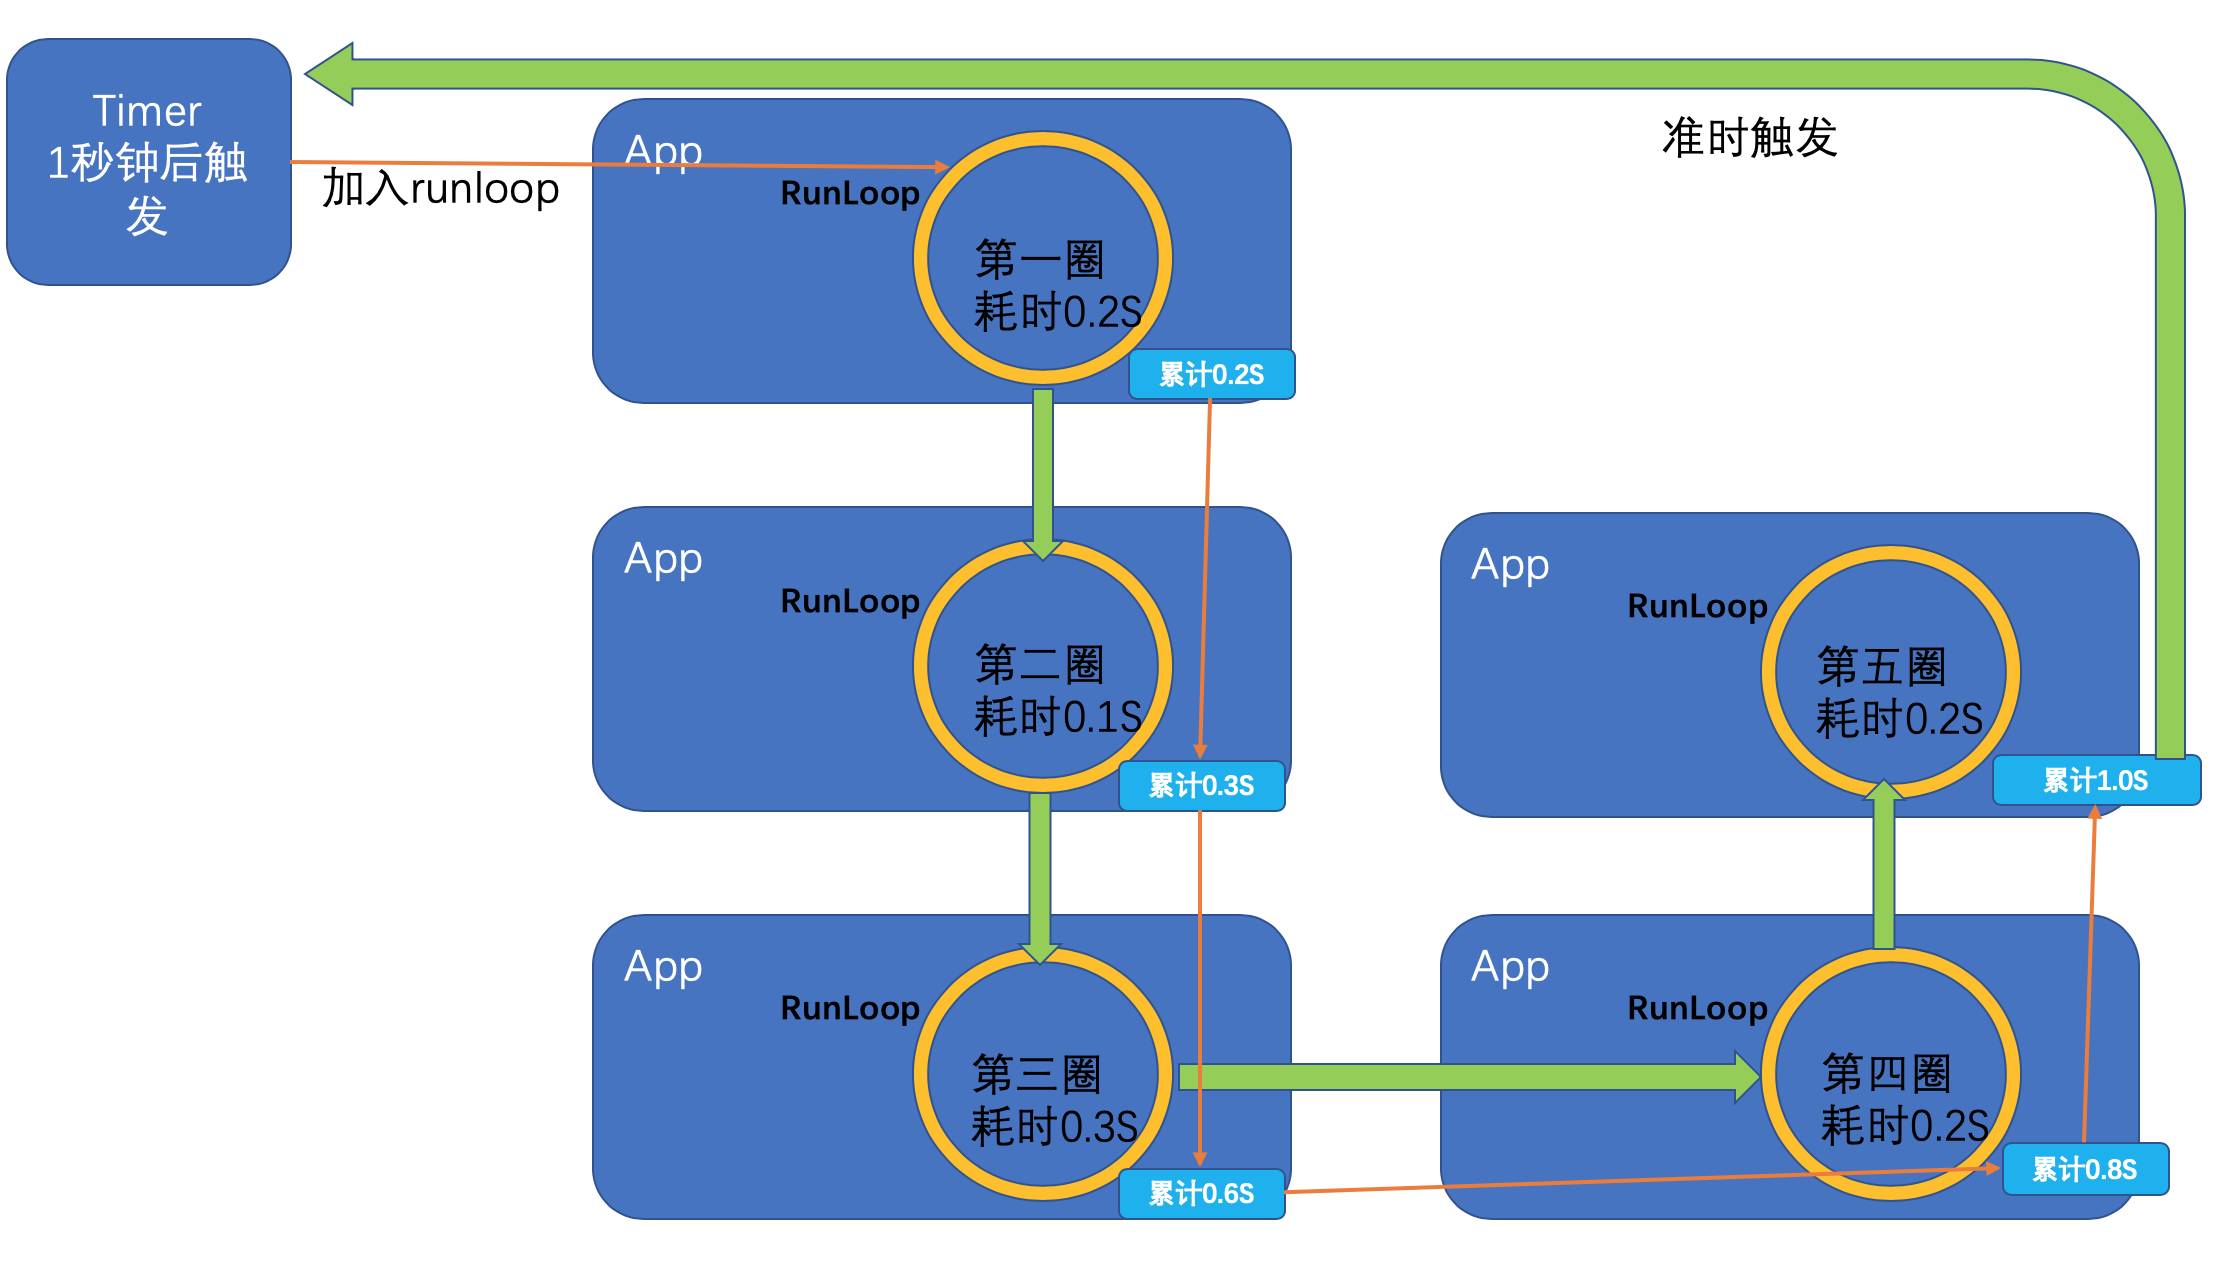 Timer
1秒钟后触
发
加入runloop
App
RunLoop
第一圈
耗时0.2S
累计0.2S
准时触发
App
RunLoop
第二圈
耗时0.1S
累计0.3S
App
RunLoop
第三圈
耗时0.3S
累计0.6S
App
RunLoop
第四圈
耗时0.2S
累计0.8S
App
RunLoop
第五圈
耗时0.2S
累计1.0S